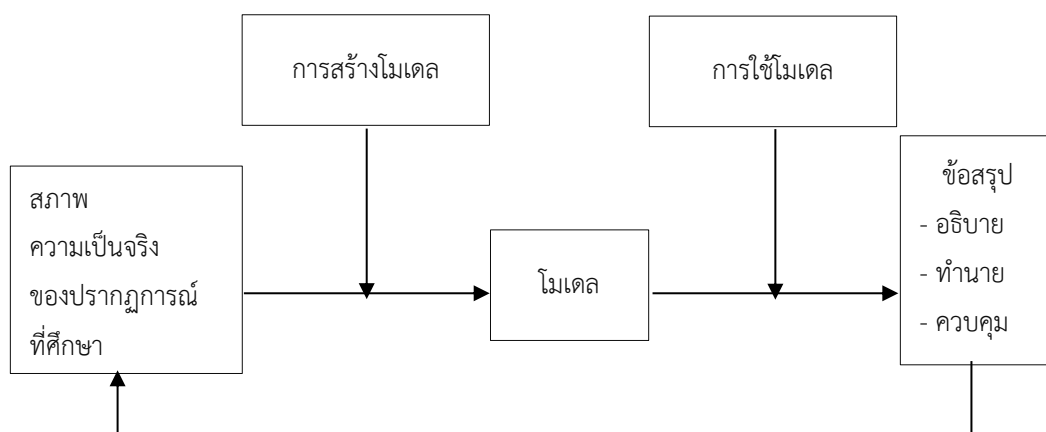 การสร้างโมเดล
การใช้โมเดล
สภาพ
ความเป็นจริง
ของปรากฏการณ์
ที่ศึกษา
โมเดล
ข้อสรุป
- อธิบาย
- ทำนาย
- ควบคุม